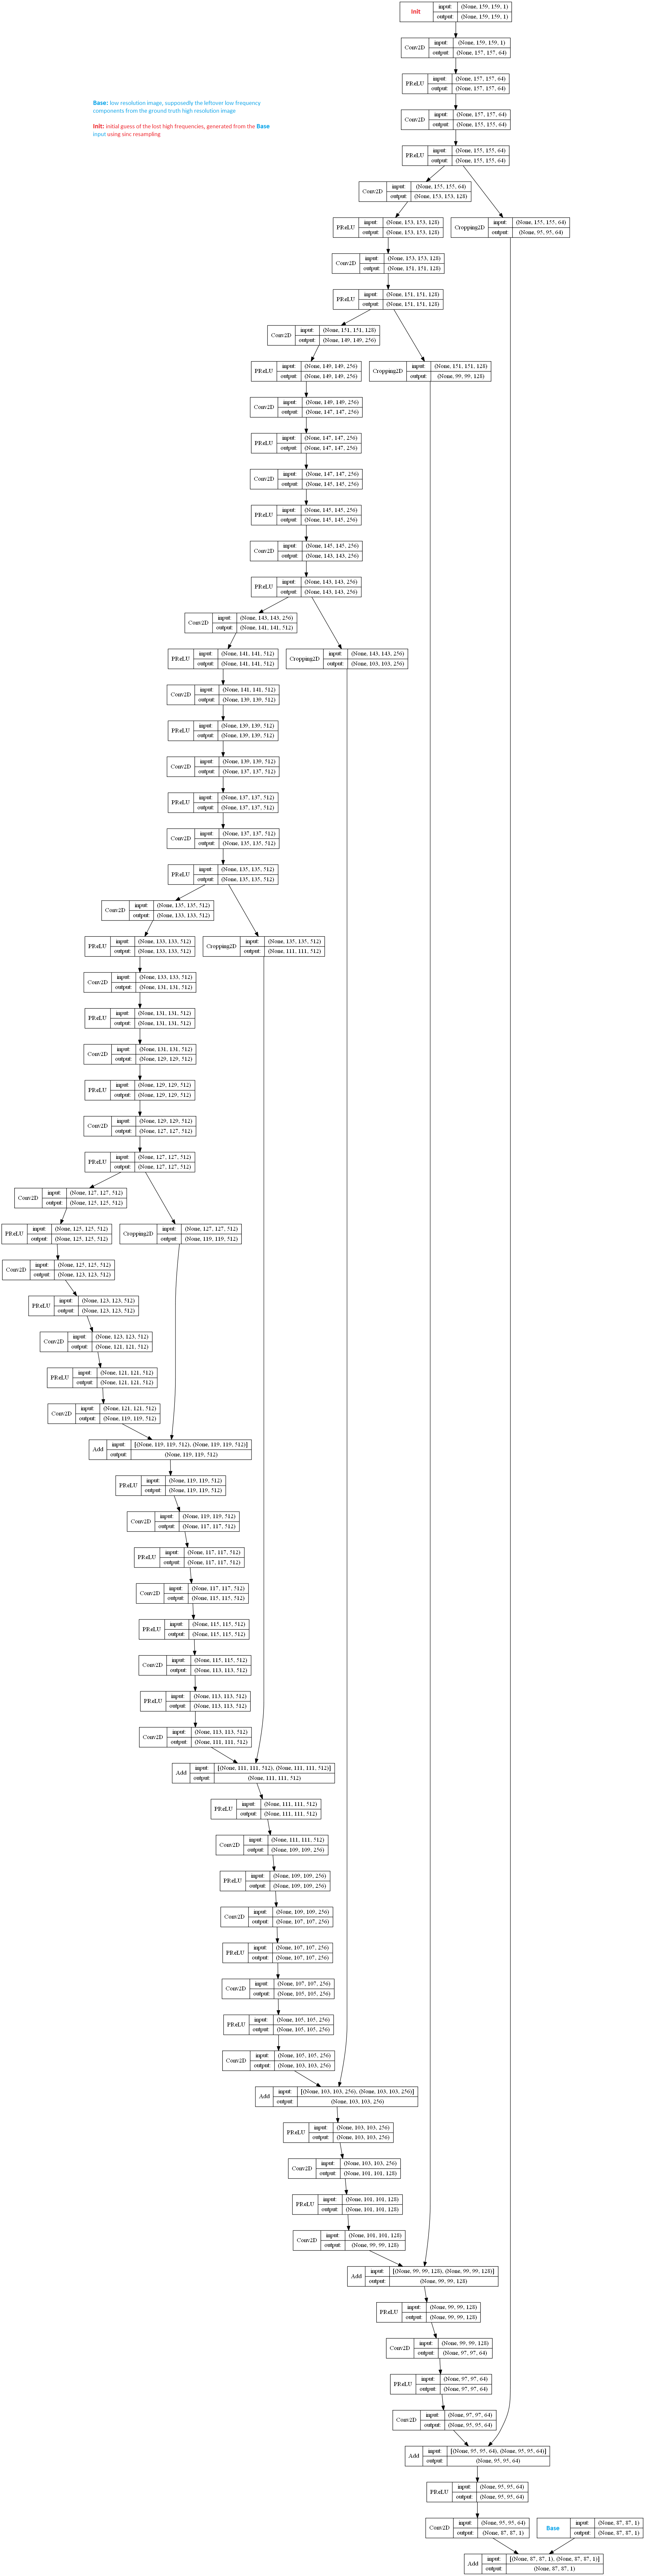 Init input: (None, 159, 159, 1)
output: (None, 159, 159, 1)
Conv2D input: (None, 159, 159, 1)
output: (None, 157, 157, 64)
PReLU input: (None, 157, 157, 64)
output: (None, 157, 157, 64)
Base: low resolution image, supposedly the leftover low frequency
components from the ground truth high resolution image
Init: initial guess of the lost high frequencies, generated from the Base
input using sinc resampling
Conv2D input: (None, 157, 157, 64)
output: (None, 155, 155, 64)
PReLU input: (None, 155, 155, 64)
output: (None, 155, 155, 64)
Conv2D input: (None, 155, 155, 64)
output: (None, 153, 153, 128)
PReLU input: (None, 153, 153, 128)
output: (None, 153, 153, 128)
Cropping2D input: (None, 155, 155, 64)
output: (None, 95, 95, 64)
Conv2D input: (None, 153, 153, 128)
output: (None, 151, 151, 128)
PReLU input: (None, 151, 151, 128)
output: (None, 151, 151, 128)
Conv2D input: (None, 151, 151, 128)
output: (None, 149, 149, 256)
PReLU input: (None, 149, 149, 256)
output: (None, 149, 149, 256)
Cropping2D input: (None, 151, 151, 128)
output: (None, 99, 99, 128)
Conv2D input: (None, 149, 149, 256)
output: (None, 147, 147, 256)
PReLU input: (None, 147, 147, 256)
output: (None, 147, 147, 256)
Conv2D input: (None, 147, 147, 256)
output: (None, 145, 145, 256)
PReLU input: (None, 145, 145, 256)
output: (None, 145, 145, 256)
Conv2D input: (None, 145, 145, 256)
output: (None, 143, 143, 256)
PReLU input: (None, 143, 143, 256)
output: (None, 143, 143, 256)
Conv2D input: (None, 143, 143, 256)
output: (None, 141, 141, 512)
PReLU input: (None, 141, 141, 512)
output: (None, 141, 141, 512)
Cropping2D input: (None, 143, 143, 256)
output: (None, 103, 103, 256)
Conv2D input: (None, 141, 141, 512)
output: (None, 139, 139, 512)
PReLU input: (None, 139, 139, 512)
output: (None, 139, 139, 512)
Conv2D input: (None, 139, 139, 512)
output: (None, 137, 137, 512)
PReLU input: (None, 137, 137, 512)
output: (None, 137, 137, 512)
Conv2D input: (None, 137, 137, 512)
output: (None, 135, 135, 512)
PReLU input: (None, 135, 135, 512)
output: (None, 135, 135, 512)
Conv2D input: (None, 135, 135, 512)
output: (None, 133, 133, 512)
PReLU input: (None, 133, 133, 512)
output: (None, 133, 133, 512)
Cropping2D input: (None, 135, 135, 512)
output: (None, 111, 111, 512)
Conv2D input: (None, 133, 133, 512)
output: (None, 131, 131, 512)
PReLU input: (None, 131, 131, 512)
output: (None, 131, 131, 512)
Conv2D input: (None, 131, 131, 512)
output: (None, 129, 129, 512)
PReLU input: (None, 129, 129, 512)
output: (None, 129, 129, 512)
Conv2D input: (None, 129, 129, 512)
output: (None, 127, 127, 512)
PReLU input: (None, 127, 127, 512)
output: (None, 127, 127, 512)
Conv2D input: (None, 127, 127, 512)
output: (None, 125, 125, 512)
PReLU input: (None, 125, 125, 512)
output: (None, 125, 125, 512)
Cropping2D input: (None, 127, 127, 512)
output: (None, 119, 119, 512)
Conv2D input: (None, 125, 125, 512)
output: (None, 123, 123, 512)
PReLU input: (None, 123, 123, 512)
output: (None, 123, 123, 512)
Conv2D input: (None, 123, 123, 512)
output: (None, 121, 121, 512)
PReLU input: (None, 121, 121, 512)
output: (None, 121, 121, 512)
Conv2D input: (None, 121, 121, 512)
output: (None, 119, 119, 512)
Add input: [(None, 119, 119, 512), (None, 119, 119, 512)]
output: (None, 119, 119, 512)
PReLU input: (None, 119, 119, 512)
output: (None, 119, 119, 512)
Conv2D input: (None, 119, 119, 512)
output: (None, 117, 117, 512)
PReLU input: (None, 117, 117, 512)
output: (None, 117, 117, 512)
Conv2D input: (None, 117, 117, 512)
output: (None, 115, 115, 512)
PReLU input: (None, 115, 115, 512)
output: (None, 115, 115, 512)
Conv2D input: (None, 115, 115, 512)
output: (None, 113, 113, 512)
PReLU input: (None, 113, 113, 512)
output: (None, 113, 113, 512)
Conv2D input: (None, 113, 113, 512)
output: (None, 111, 111, 512)
Add input: [(None, 111, 111, 512), (None, 111, 111, 512)]
output: (None, 111, 111, 512)
PReLU input: (None, 111, 111, 512)
output: (None, 111, 111, 512)
Conv2D input: (None, 111, 111, 512)
output: (None, 109, 109, 256)
PReLU input: (None, 109, 109, 256)
output: (None, 109, 109, 256)
Conv2D input: (None, 109, 109, 256)
output: (None, 107, 107, 256)
PReLU input: (None, 107, 107, 256)
output: (None, 107, 107, 256)
Conv2D input: (None, 107, 107, 256)
output: (None, 105, 105, 256)
PReLU input: (None, 105, 105, 256)
output: (None, 105, 105, 256)
Conv2D input: (None, 105, 105, 256)
output: (None, 103, 103, 256)
Add input: [(None, 103, 103, 256), (None, 103, 103, 256)]
output: (None, 103, 103, 256)
PReLU input: (None, 103, 103, 256)
output: (None, 103, 103, 256)
Conv2D input: (None, 103, 103, 256)
output: (None, 101, 101, 128)
PReLU input: (None, 101, 101, 128)
output: (None, 101, 101, 128)
Conv2D input: (None, 101, 101, 128)
output: (None, 99, 99, 128)
Add input: [(None, 99, 99, 128), (None, 99, 99, 128)]
output: (None, 99, 99, 128)
PReLU input: (None, 99, 99, 128)
output: (None, 99, 99, 128)
Conv2D input: (None, 99, 99, 128)
output: (None, 97, 97, 64)
PReLU input: (None, 97, 97, 64)
output: (None, 97, 97, 64)
Conv2D input: (None, 97, 97, 64)
output: (None, 95, 95, 64)
Add input: [(None, 95, 95, 64), (None, 95, 95, 64)]
output: (None, 95, 95, 64)
PReLU input: (None, 95, 95, 64)
output: (None, 95, 95, 64)
Conv2D input: (None, 95, 95, 64)
output: (None, 87, 87, 1)
Base input: (None, 87, 87, 1)
output: (None, 87, 87, 1)
Add input: [(None, 87, 87, 1), (None, 87, 87, 1)]
output: (None, 87, 87, 1)